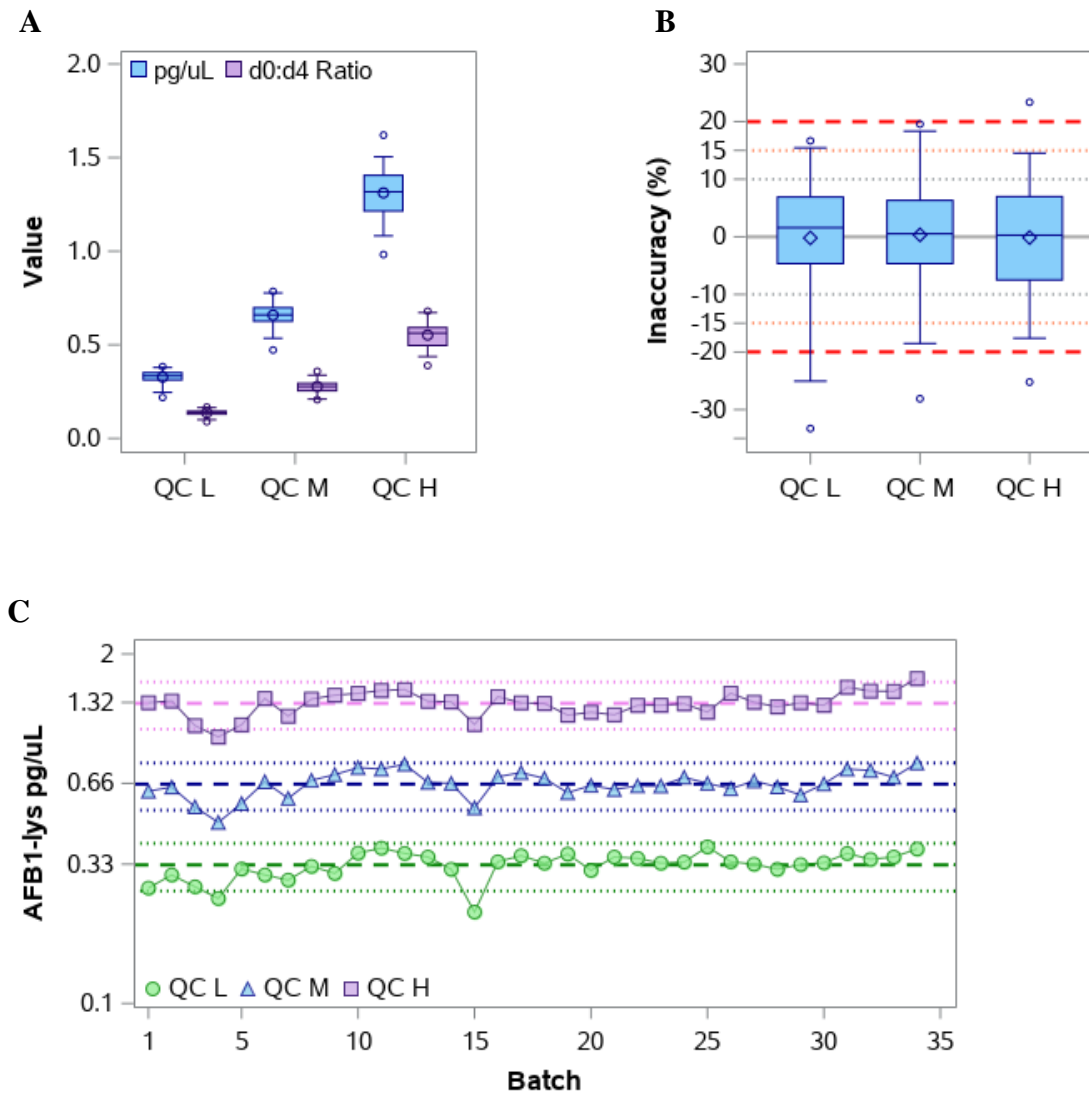 A
pg/uL d0:d4 Ratio
Value
2.0
1.5
1.0
0.5
0.0
QC L QC M QC H
B
Inaccuracy (%)
30
20
15
10
0
-10
-15
-20
-30
QC L QC M QC H
C
AFB1-lys pg/uL
2
1.32
0.66
0.33
0.1
QC L QC M QC H
1 5 10 15 20 25 30 35
Batch